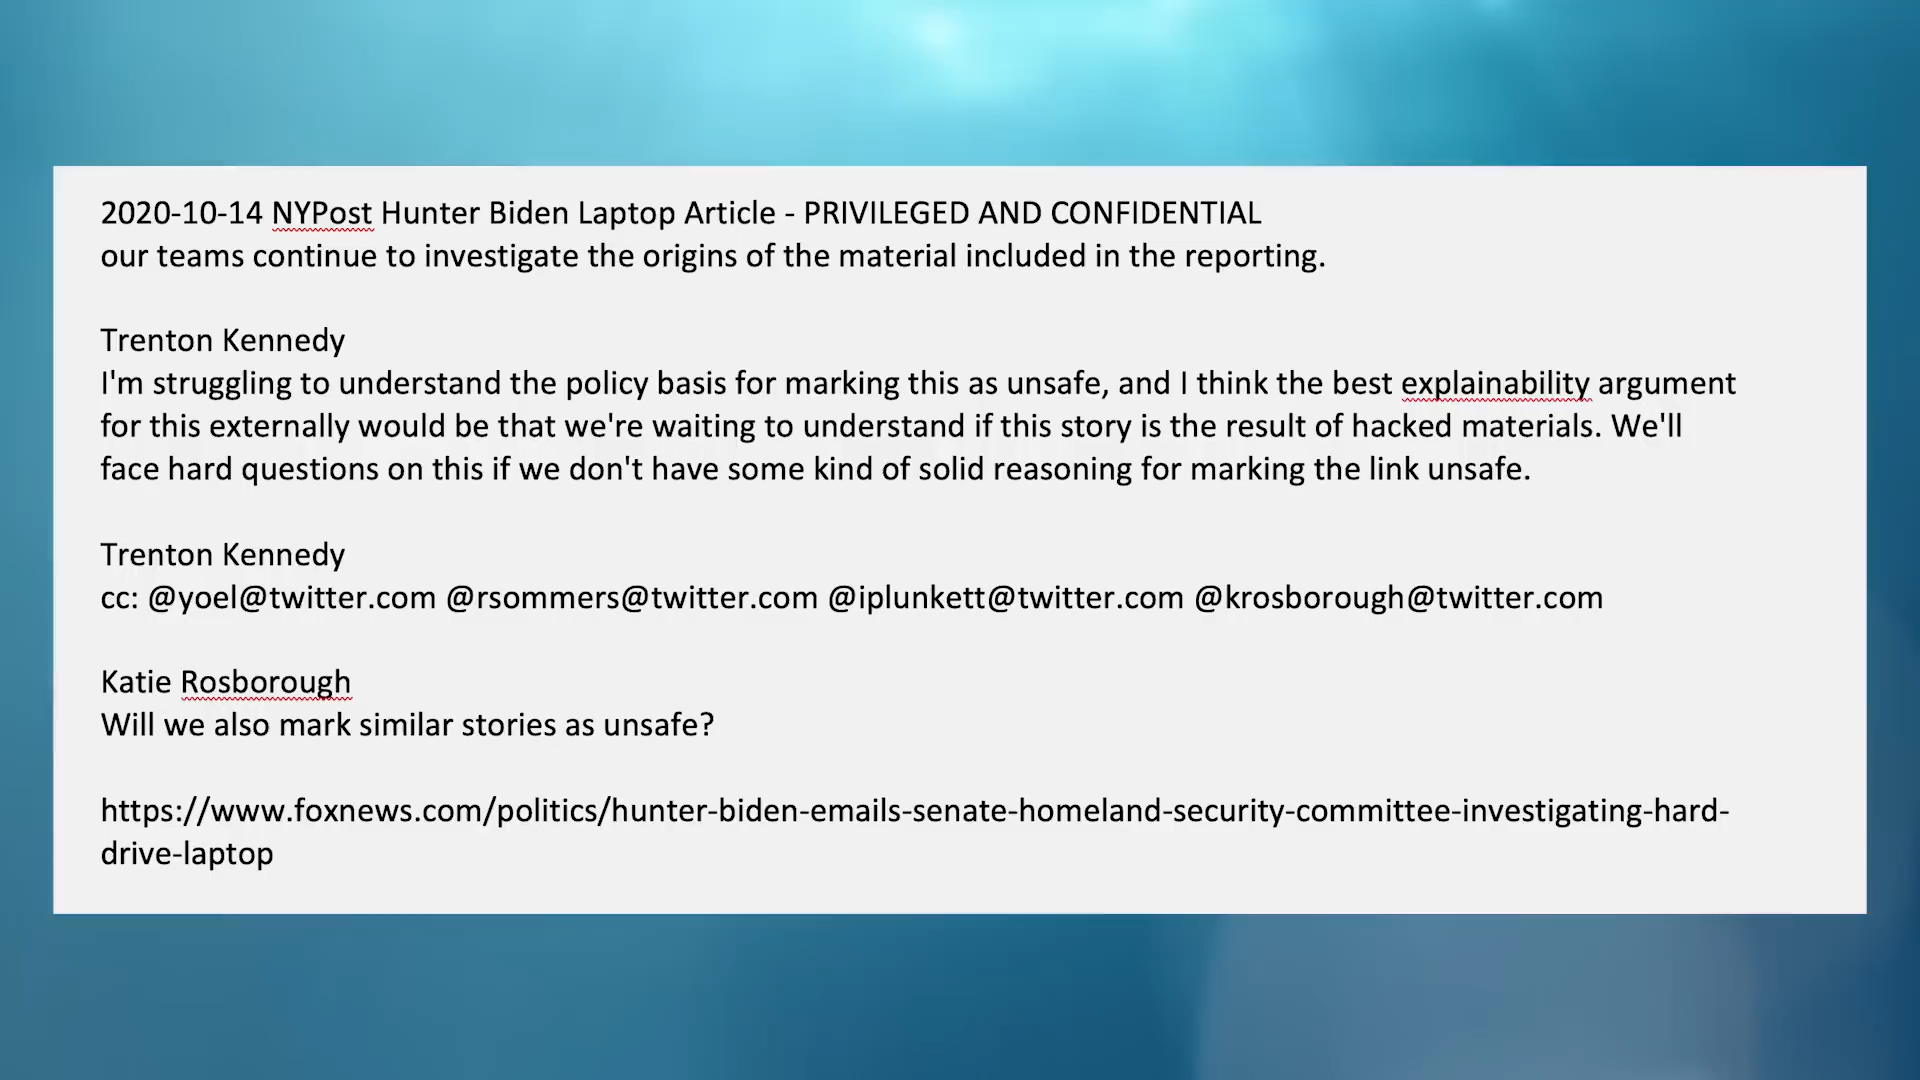 2020-10-14 NYPost Hunter Biden Laptop Article - PRIVILEGED AND CONFIDENTIAL
our teams continue to investigate the origins of the material included in the reporting.
Trenton Kennedy
I'm struggling to understand the policy basis for marking this as unsafe, and I think the best explainability argument
for this externally would be that we're waiting to understand if this story is the result of hacked materials. We'll
face hard questions on this if we don't have some kind of solid reasoning for marking the link unsafe.
Trenton Kennedy
cc: @yoel@twitter.com @rsommers@twitter.com @iplunkett@twitter.com @krosborough@twitter.com
Katie Rosborough
Will we also mark similar stories as unsafe?
https://www.foxnews.com/politics/hunter-biden-emails-senate-homeland-security-committee-investigating-hard-
drive-laptop